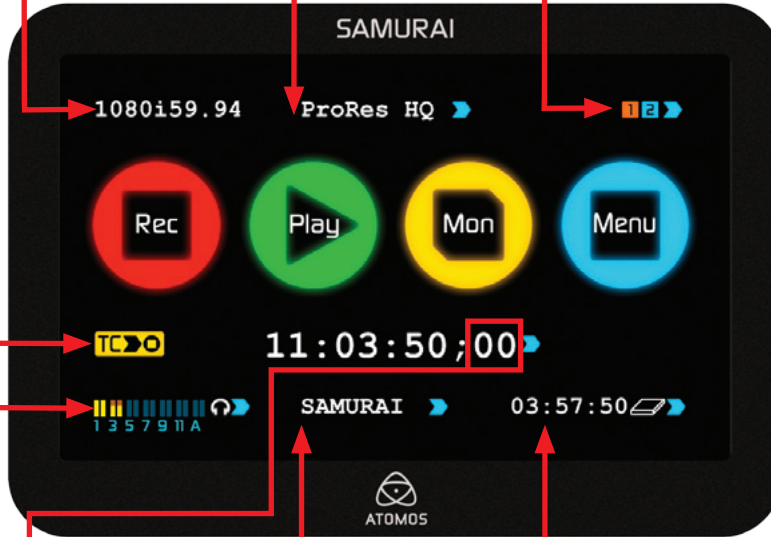 SAMURAI
1080i59.94 ProRes HQ 1 2
Rec Play Mon Menu
TC 11:03:50;00
1 3 5 7 9 11 A SAMURAI 03:57:50
ATOMOS